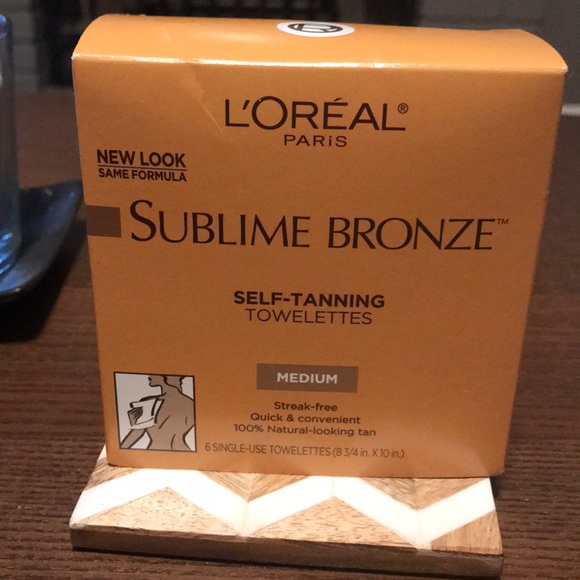 L'ORÉAL®
PARiS
NEW LOOK
SAME FORMULA
SUBLIME BRONZE™
SELF-TANNING
TOWELETTES
MEDIUM
Streak-free
Quick & convenient
100% Natural-looking tan
6 SINGLE-USE TOWELETTES (8 3/4 in. X 10 in.)